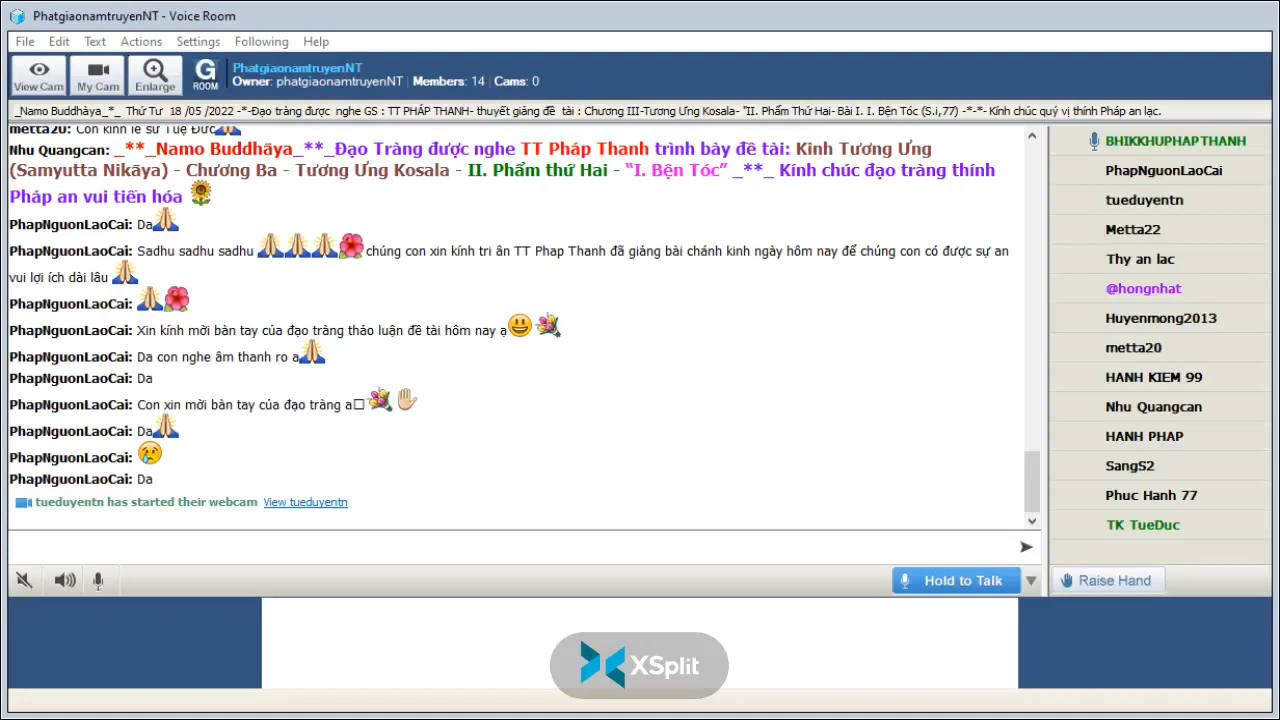 PhatgiaonamtruyenNT - Voice Room
File Edit Text Actions Settings Following Help
View Cam My Cam Enlarge G ROOM
PhatgiaonamtruyenNT
Owner: phatgiaonamtruyenNT | Members: 14 | Cams: 0
_Namo Buddhàya_*_ Thứ Tư 18 /05 /2022 -*-Đạo tràng được nghe GS : TT PHÁP THANH- thuyết giảng đề tài : Chương III-Tương Ưng Kosala- "II. Phẩm Thứ Hai- Bài I. I. Bện Tóc (S.i,77) -*-*- Kính chúc quý vị thính Pháp an lạc.
metta20: Con kính lễ sư Tuệ Đức
Nhu Quangcan: _**_Namo Buddhāya_**_Đạo Tràng được nghe TT Pháp Thanh trình bày đề tài: Kinh Tương Ưng
(Samyutta Nikāya) - Chương Ba - Tương Ưng Kosala - II. Phẩm thứ Hai - “I. Bện Tóc” _**_ Kính chúc đạo tràng thính
Pháp an vui tiến hóa
PhapNguonLaoCai: Da
PhapNguonLaoCai: Sadhu sadhu sadhu chúng con xin kính tri ân TT Phap Thanh đã giảng bài chánh kinh ngày hôm nay để chúng con có được sự an
vui lợi ích dài lâu
PhapNguonLaoCai:
PhapNguonLaoCai: Xin kính mời bàn tay của đạo tràng thảo luận đề tài hôm nay ạ
PhapNguonLaoCai: Da con nghe âm thanh ro a
PhapNguonLaoCai: Da
PhapNguonLaoCai: Con xin mời bàn tay của đạo tràng a
PhapNguonLaoCai: Da
PhapNguonLaoCai:
PhapNguonLaoCai: Da
tueduyentn has started their webcam View tueduyentn
BHIKKHUPHAPTHANH
PhapNguonLaoCai
tueduyentn
Metta22
Thy an lac
@hongnhat
Huyenmong2013
metta20
HANH KIEM 99
Nhu Quangcan
HANH PHAP
SangS2
Phuc Hanh 77
TK TueDuc
Hold to Talk
Raise Hand
XSplit